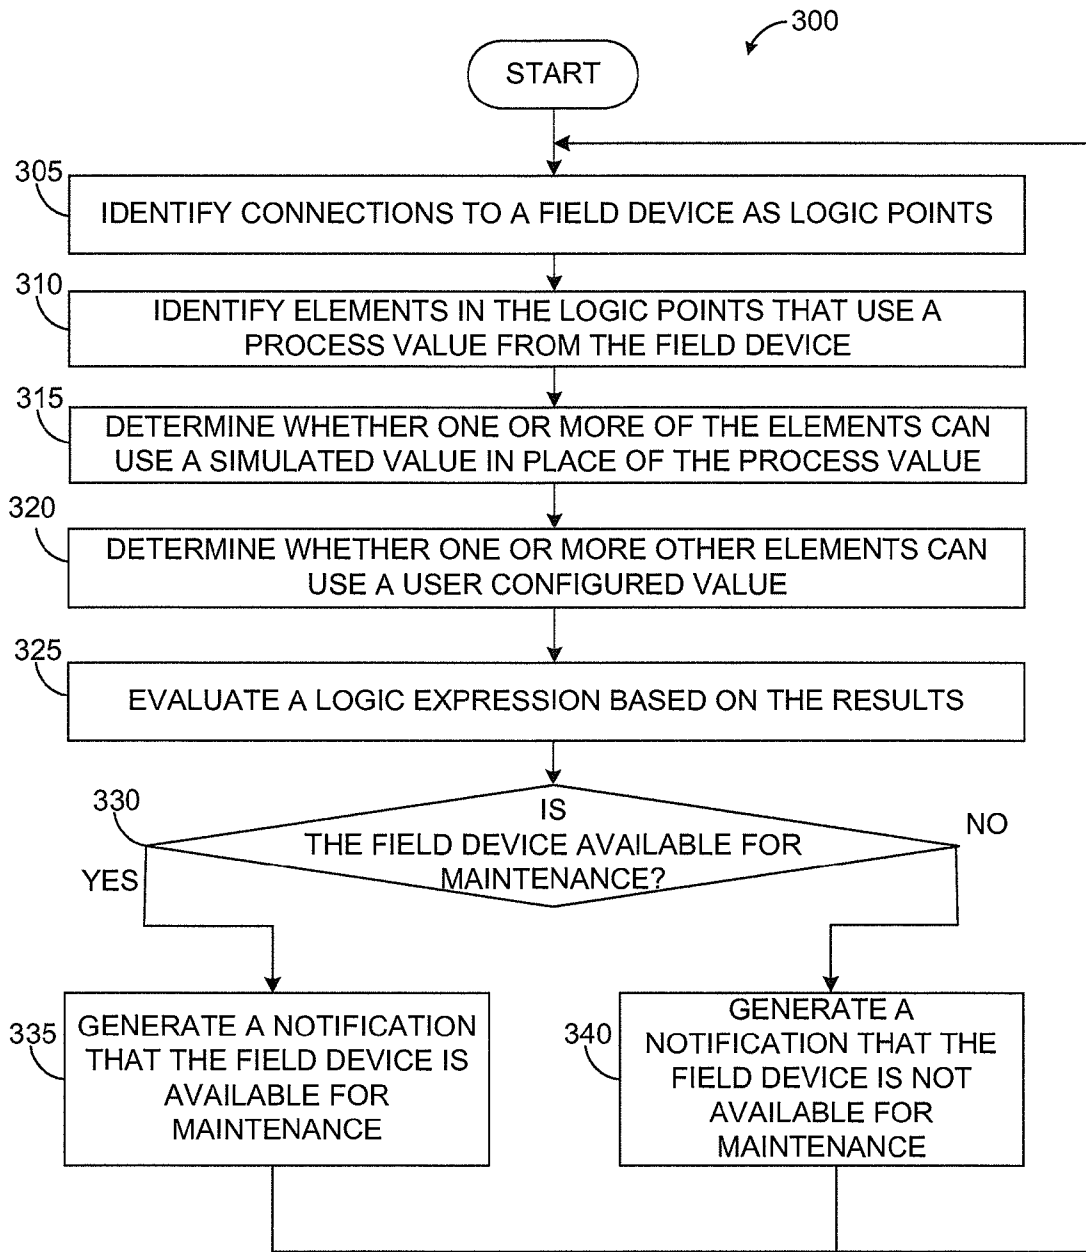 300
START
305
IDENTIFY CONNECTIONS TO A FIELD DEVICE AS LOGIC POINTS
310
IDENTIFY ELEMENTS IN THE LOGIC POINTS THAT USE A
PROCESS VALUE FROM THE FIELD DEVICE
315
DETERMINE WHETHER ONE OR MORE OF THE ELEMENTS CAN
USE A SIMULATED VALUE IN PLACE OF THE PROCESS VALUE
320
DETERMINE WHETHER ONE OR MORE OTHER ELEMENTS CAN
USE A USER CONFIGURED VALUE
325
EVALUATE A LOGIC EXPRESSION BASED ON THE RESULTS
330
IS
THE FIELD DEVICE AVAILABLE FOR
MAINTENANCE?
YES
NO
335
GENERATE A NOTIFICATION
THAT THE FIELD DEVICE IS
AVAILABLE FOR
MAINTENANCE
340
GENERATE A
NOTIFICATION THAT THE
FIELD DEVICE IS NOT
AVAILABLE FOR
MAINTENANCE